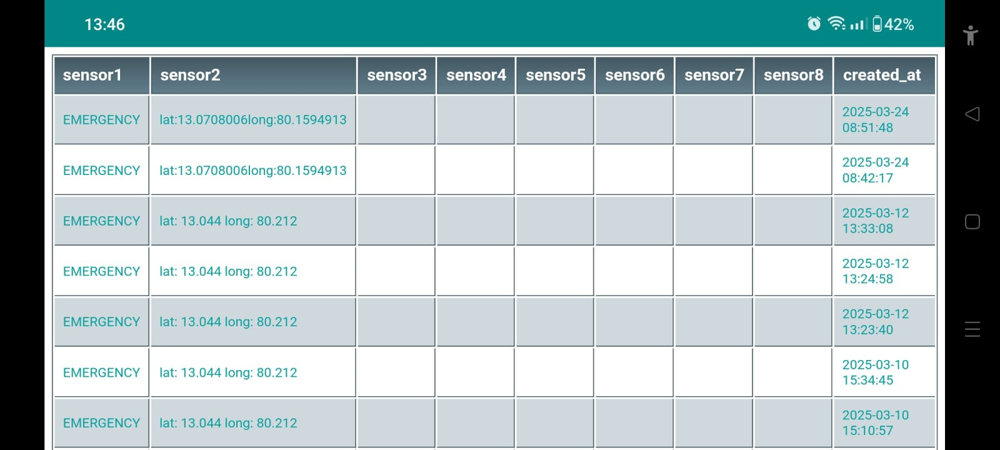 13:46 42%
sensor1 sensor2 sensor3 sensor4 sensor5 sensor6 sensor7 sensor8 created_at
EMERGENCY lat:13.0708006long:80.1594913 2025-03-24
08:51:48
EMERGENCY lat:13.0708006long:80.1594913 2025-03-24
08:42:17
EMERGENCY lat: 13.044 long: 80.212 2025-03-12
13:33:08
EMERGENCY lat: 13.044 long: 80.212 2025-03-12
13:24:58
EMERGENCY lat: 13.044 long: 80.212 2025-03-12
13:23:40
EMERGENCY lat: 13.044 long: 80.212 2025-03-10
15:34:45
EMERGENCY lat: 13.044 long: 80.212 2025-03-10
15:10:57